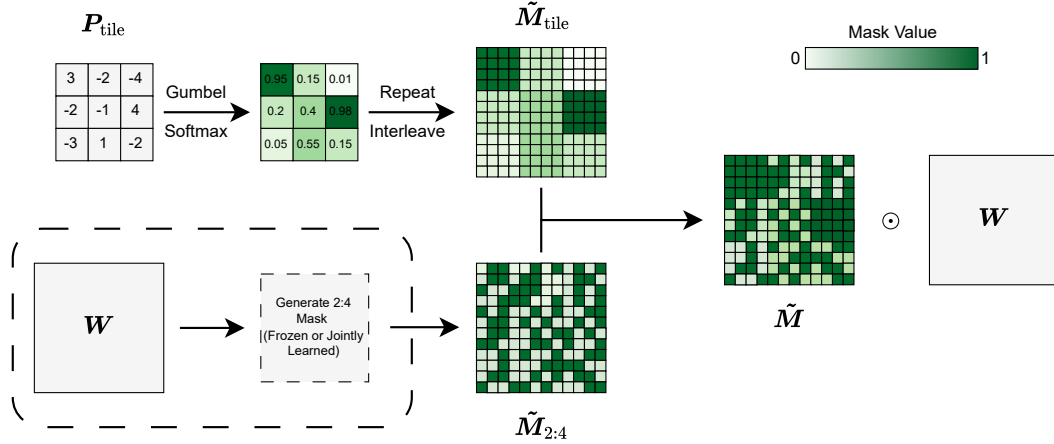 P_tile
M̃_tile
Mask Value
0 1
3 -2 -4
-2 -1 4
-3 1 -2
Gumbel
Softmax
0.95 0.15 0.01
0.2 0.4 0.98
0.05 0.55 0.15
Repeat
Interleave
W
Generate 2:4
Mask
(Frozen or Jointly
Learned)
M̃_2:4
M̃
⊙
W